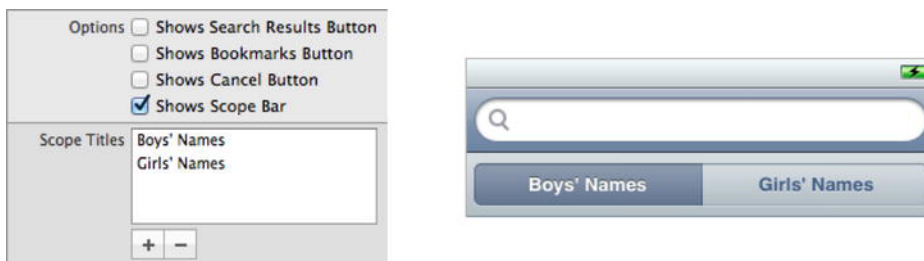 Options Shows Search Results Button
Shows Bookmarks Button
Shows Cancel Button
Shows Scope Bar
Scope Titles Boys' Names
Girls' Names
Boys' Names Girls' Names